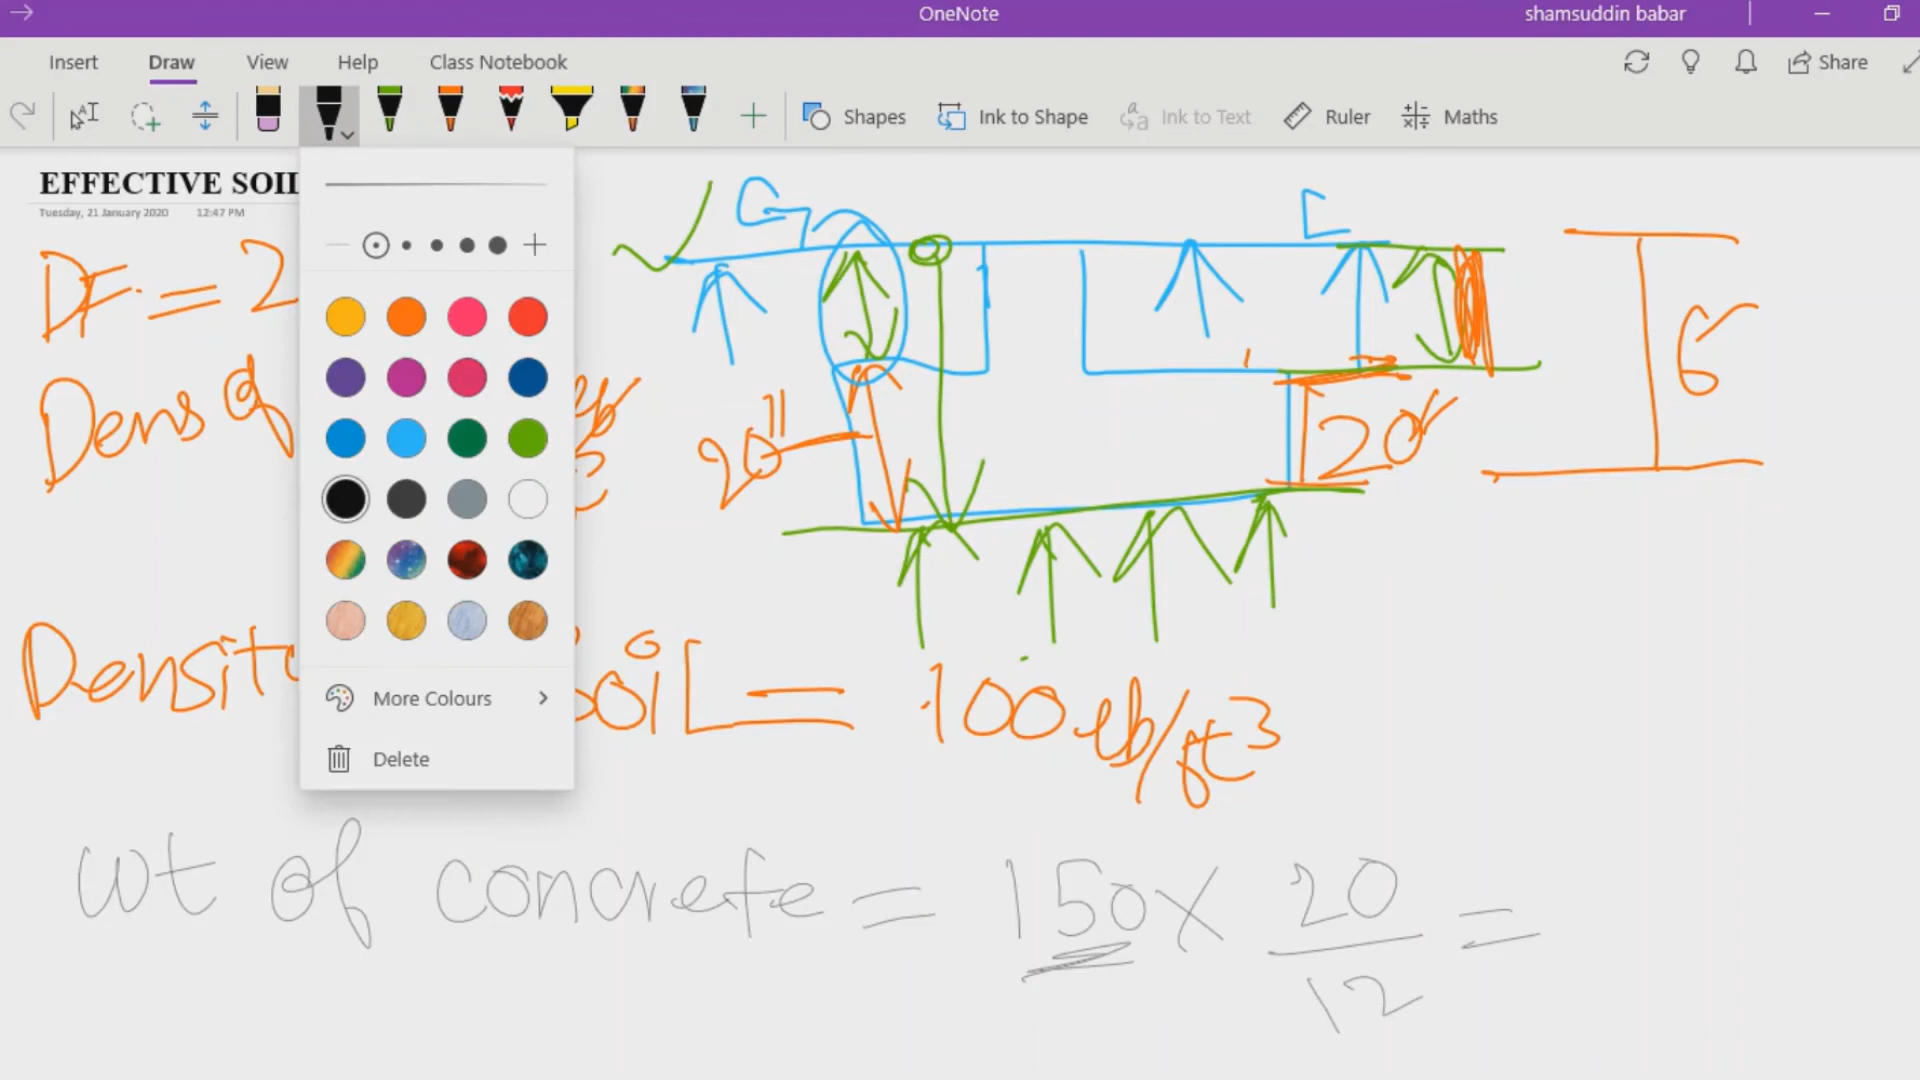 OneNote
shamsuddin babar
Insert
Draw
View
Help
Class Notebook
Share
Shapes
Ink to Shape
Ink to Text
Ruler
Maths
EFFECTIVE SOIL
Tuesday, 21 January 2020 12:47 PM
G
DF = 2
Dens of
20"
20"
6
Densit
soil = 100 lb/ft3
More Colours
Delete
wt of concrete = 150 x 20/12 =